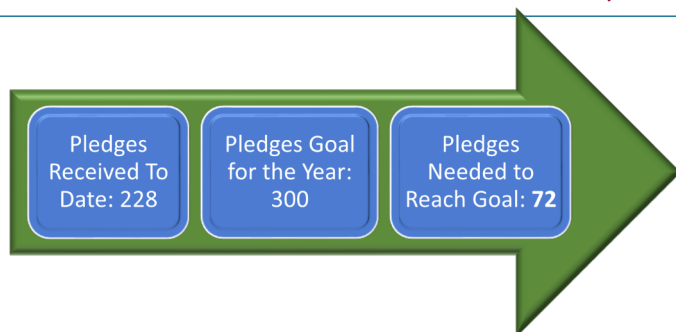 Pledges
Received To
Date: 228
Pledges Goal
for the Year:
300
Pledges
Needed to
Reach Goal: 72